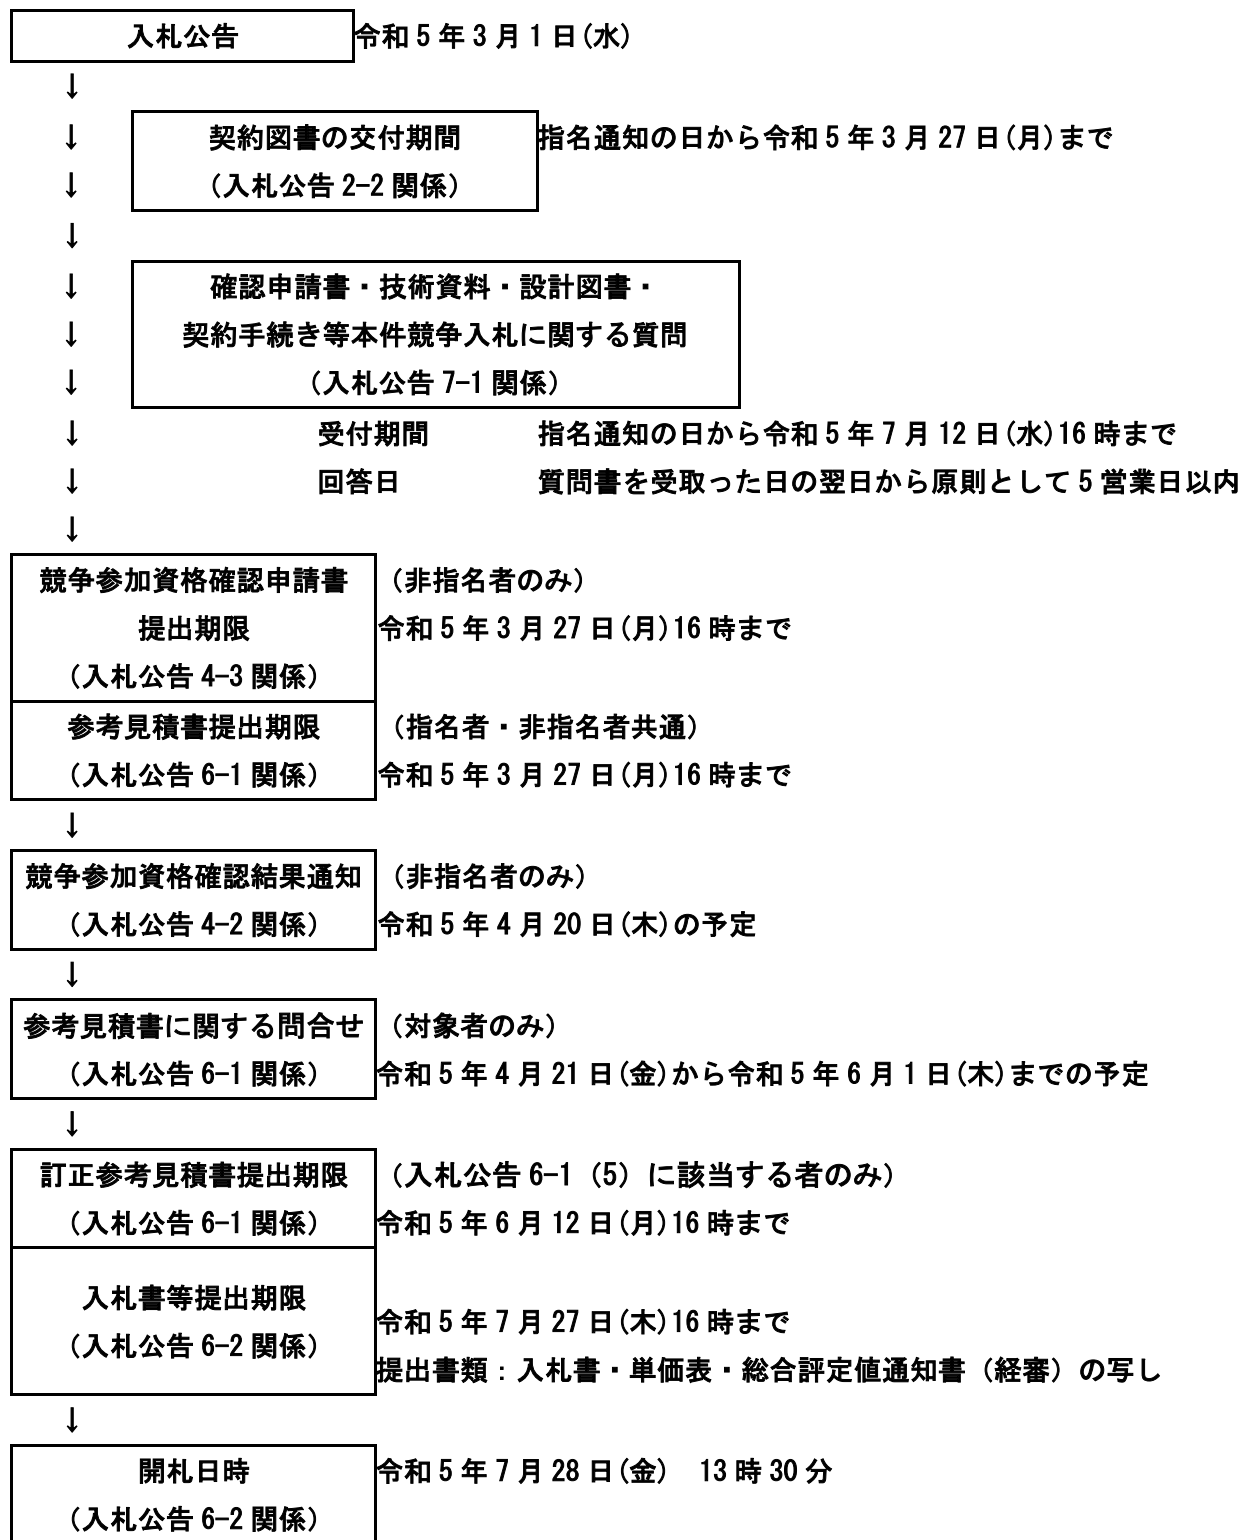 入札公告 令和5年3月1日(水)
↓
↓ 契約図書の交付期間 指名通知の日から令和5年3月27日(月)まで
↓ (入札公告2-2関係)
↓
↓ 確認申請書・技術資料・設計図書・
↓ 契約手続き等本件競争入札に関する質問
↓ (入札公告7-1関係)
↓ 受付期間 指名通知の日から令和5年7月12日(水)16時まで
↓ 回答日 質問書を受取った日の翌日から原則として5営業日以内
↓
競争参加資格確認申請書 (非指名者のみ)
提出期限 令和5年3月27日(月)16時まで
(入札公告4-3関係)
参考見積書提出期限 (指名者・非指名者共通)
(入札公告6-1関係) 令和5年3月27日(月)16時まで
↓
競争参加資格確認結果通知 (非指名者のみ)
(入札公告4-2関係) 令和5年4月20日(木)の予定
↓
参考見積書に関する問合せ (対象者のみ)
(入札公告6-1関係) 令和5年4月21日(金)から令和5年6月1日(木)までの予定
↓
訂正参考見積書提出期限 (入札公告6-1(5)に該当する者のみ)
(入札公告6-1関係) 令和5年6月12日(月)16時まで
入札書等提出期限
令和5年7月27日(木)16時まで
(入札公告6-2関係)
提出書類:入札書・単価表・総合評定値通知書(経審)の写し
↓
開札日時 令和5年7月28日(金) 13時30分
(入札公告6-2関係)